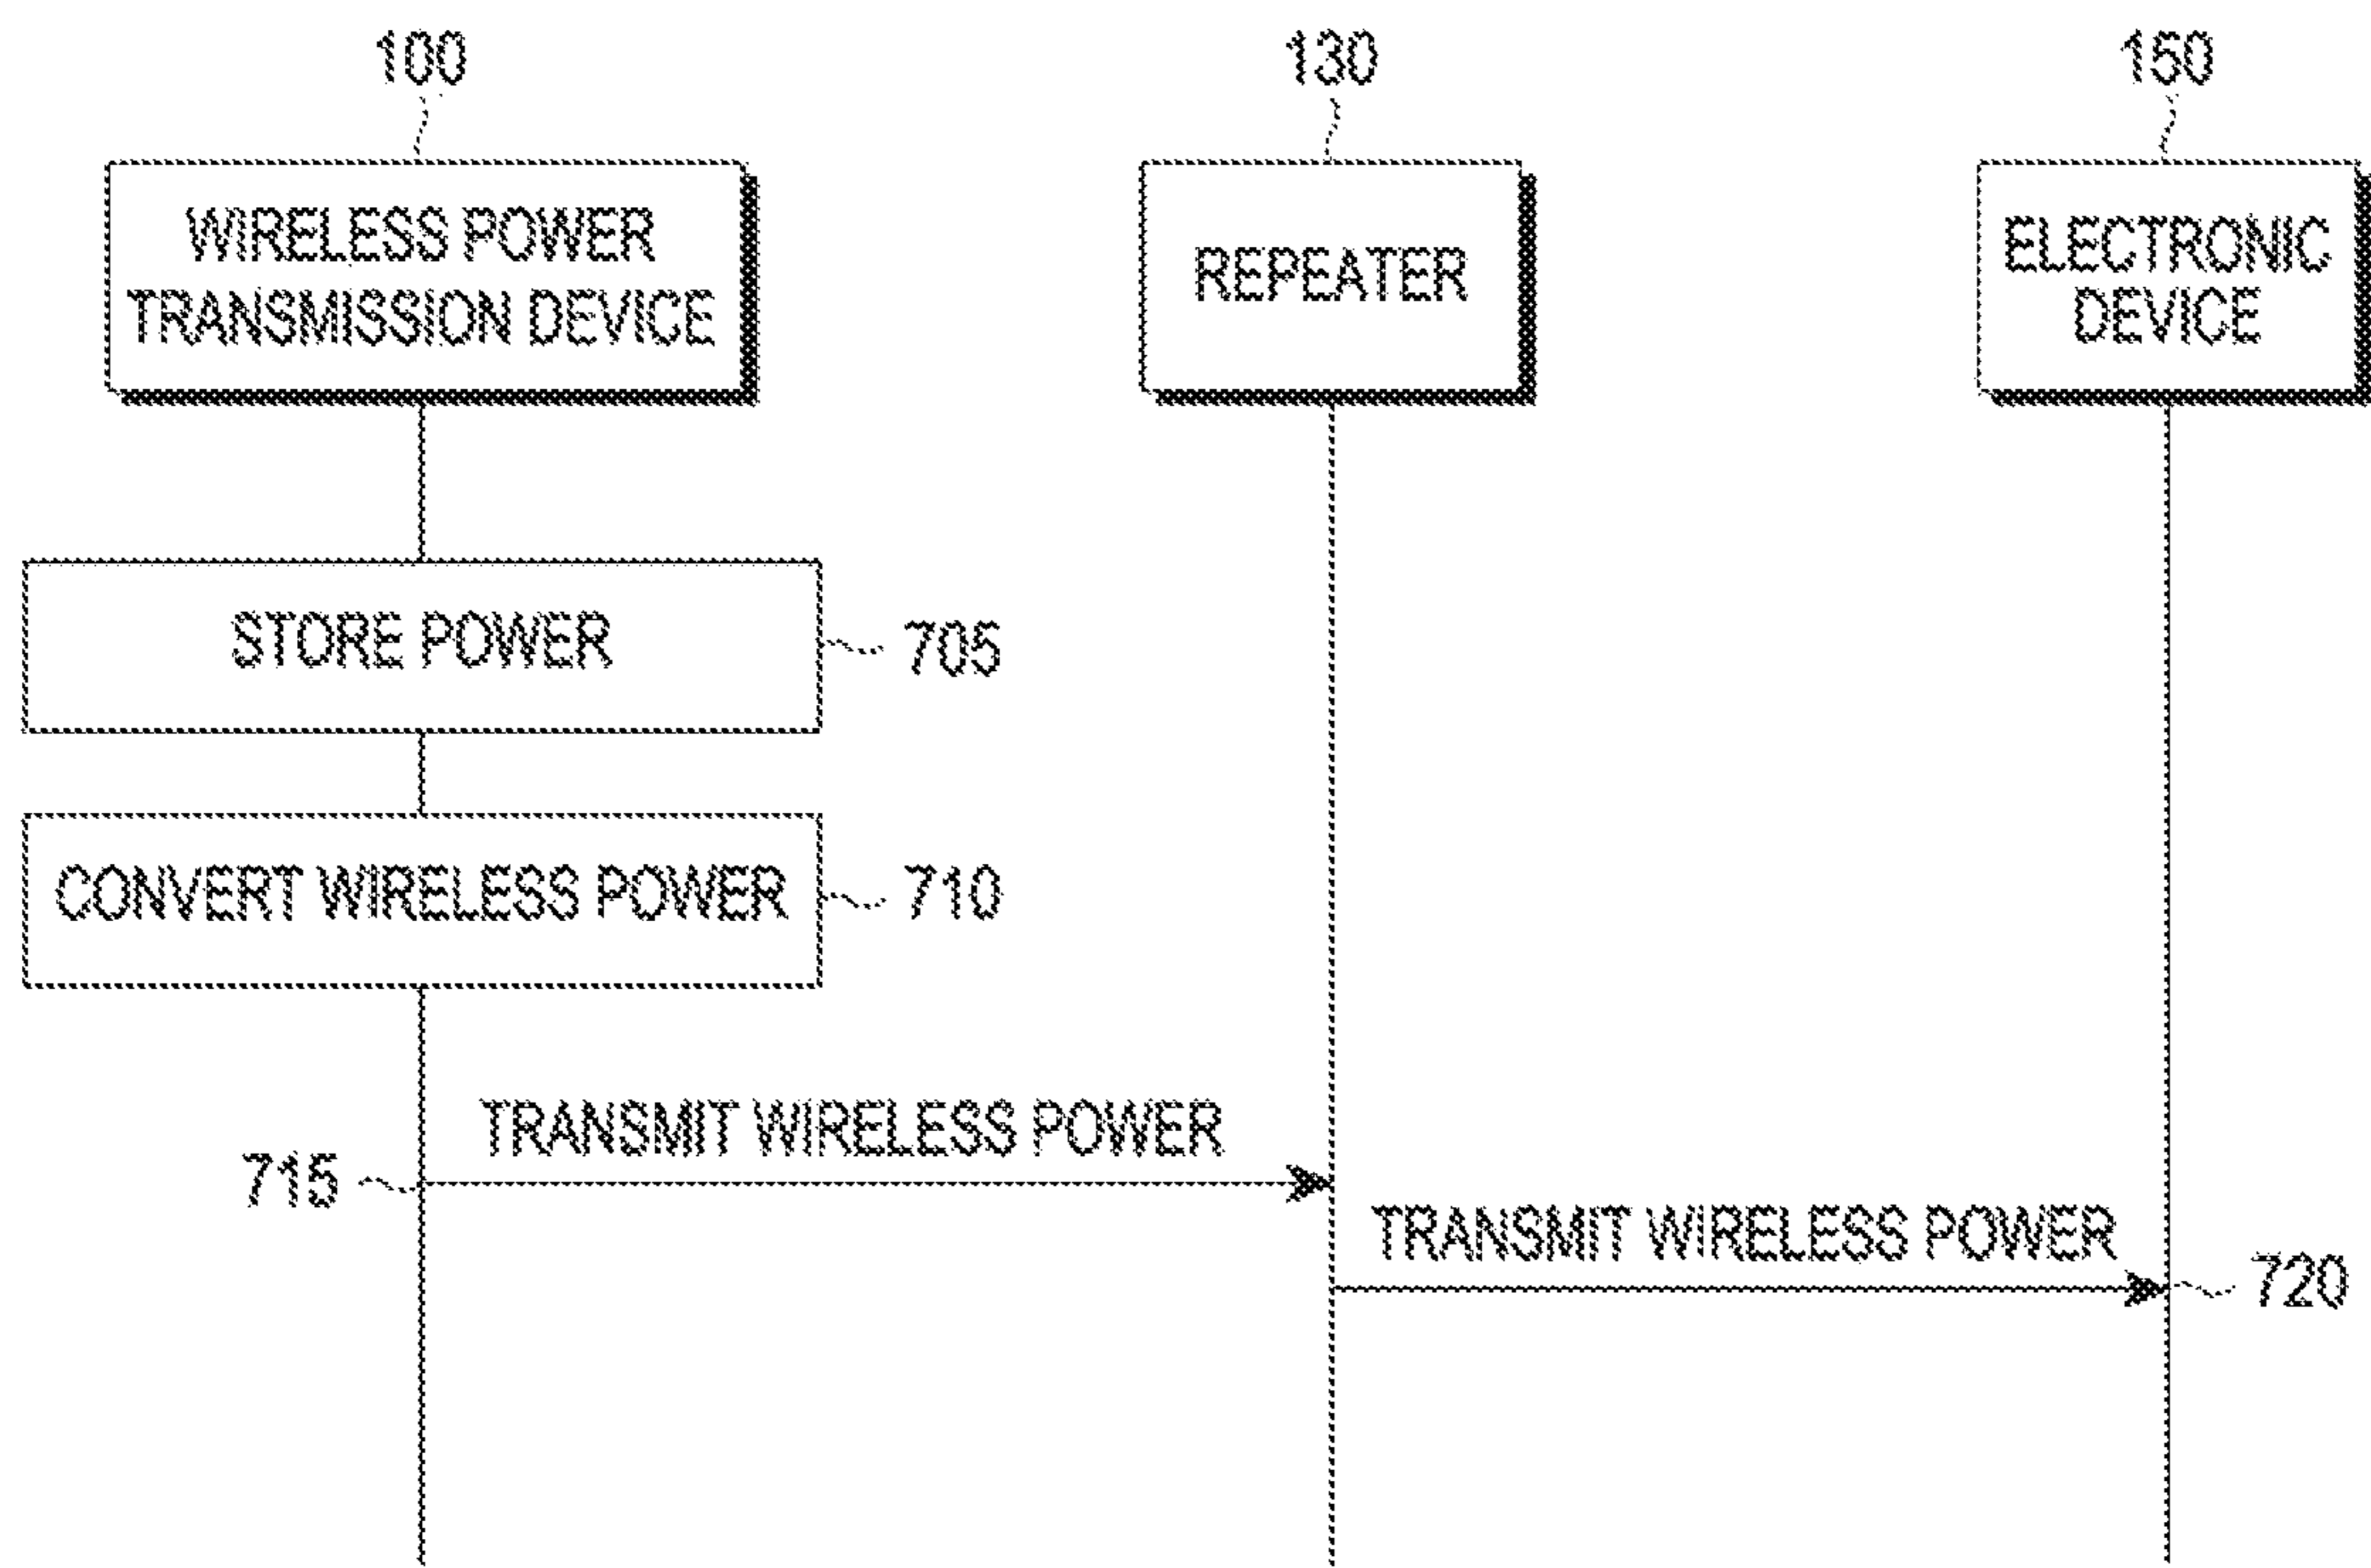 100
130
150
WIRELESS POWER
TRANSMISSION DEVICE
REPEATER
ELECTRONIC
DEVICE
STORE POWER
705
CONVERT WIRELESS POWER
710
TRANSMIT WIRELESS POWER
715
TRANSMIT WIRELESS POWER
720